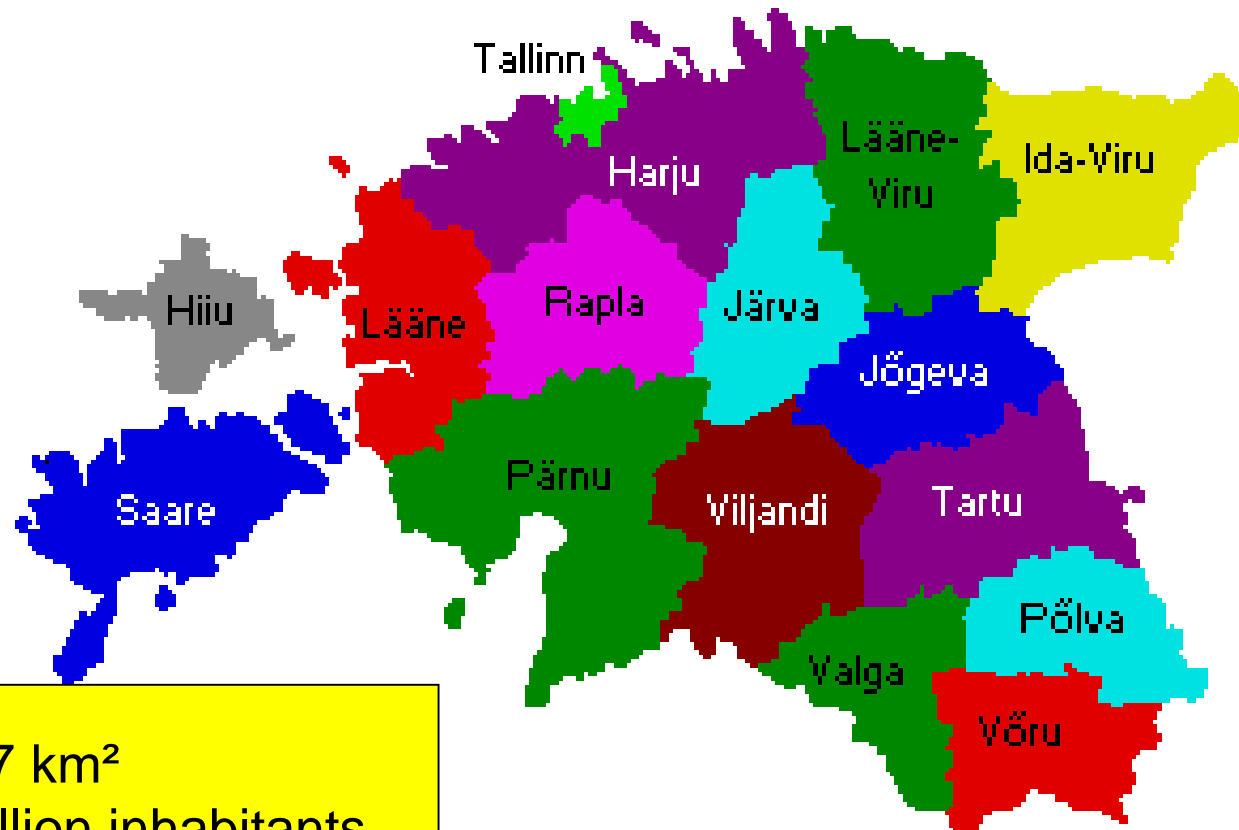 Tallinn
Lääne-
Viru
Ida-Viru
Harju
Hiiu
Lääne
Rapla
Järva
Jõgeva
Saare
Pärnu
Viljandi
Tartu
Põlva
Valga
Võru
7 km²
inhabitants